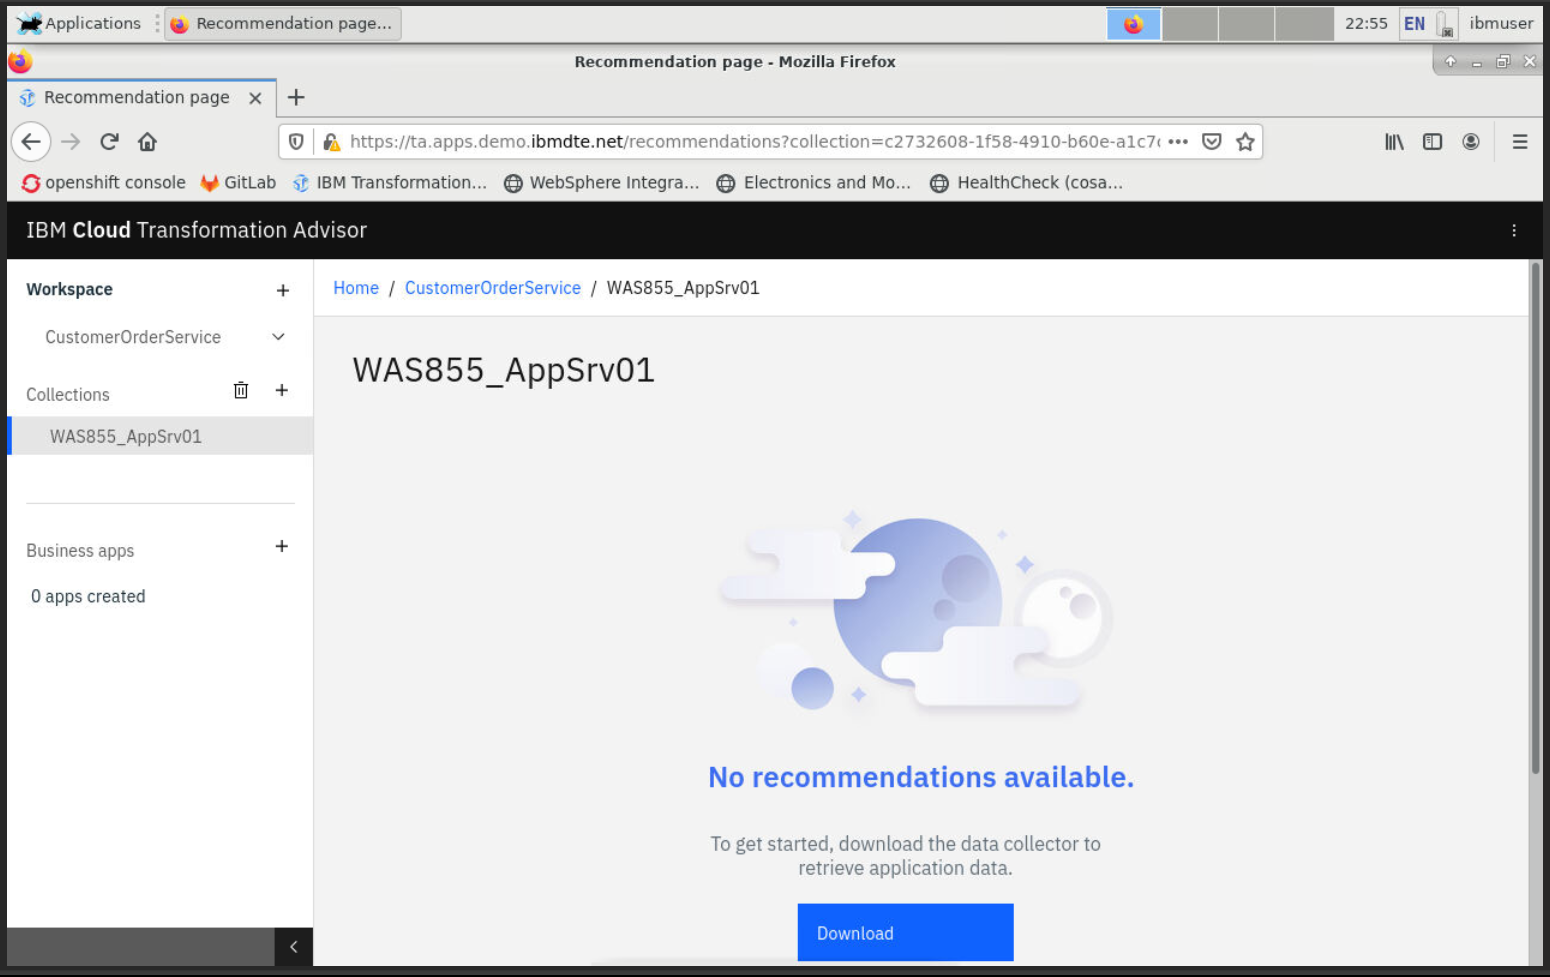 Applications
Recommendation page...
22:55
EN
ibmuser
Recommendation page - Mozilla Firefox
Recommendation page
https://ta.apps.demo.ibmdte.net/recommendations?collection=c2732608-1f58-4910-b60e-a1c7
openshift console
GitLab
IBM Transformation...
WebSphere Integra...
Electronics and Mo...
HealthCheck (cosa...
IBM Cloud Transformation Advisor
Workspace
CustomerOrderService
Collections
WAS855_AppSrv01
Business apps
0 apps created
Home / CustomerOrderService / WAS855_AppSrv01
WAS855_AppSrv01
No recommendations available.
To get started, download the data collector to
retrieve application data.
Download